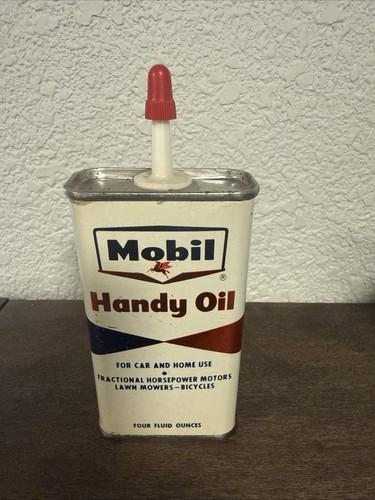 Mobil
®
Handy Oil
FOR CAR AND HOME USE
•
FRACTIONAL HORSEPOWER MOTORS
LAWN MOWERS—BICYCLES
FOUR FLUID OUNCES